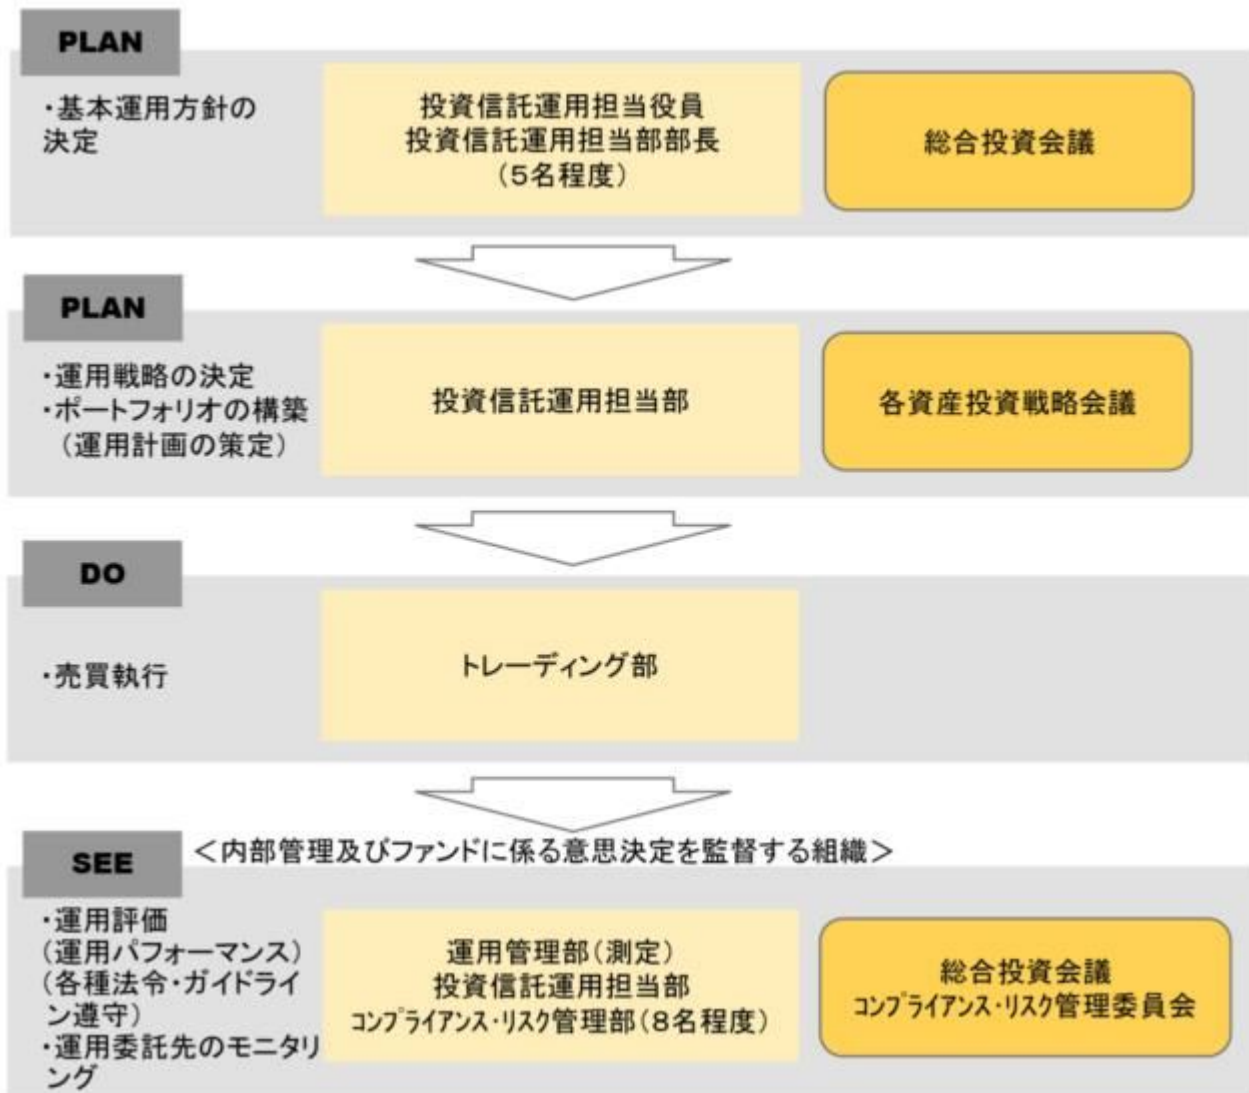 PLAN
・基本運用方針の
決定
投資信託運用担当役員
投資信託運用担当部部長
(5名程度)
総合投資会議
PLAN
・運用戦略の決定
・ポートフォリオの構築
(運用計画の策定)
投資信託運用担当部
各資産投資戦略会議
DO
・売買執行
トレーディング部
SEE
＜内部管理及びファンドに係る意思決定を監督する組織＞
・運用評価
(運用パフォーマンス)
(各種法令・ガイドライ
ン遵守)
・運用委託先のモニタリ
ング
運用管理部(測定)
投資信託運用担当部
ｺﾝﾌﾟﾗｲｱﾝｽ･ﾘｽｸ管理部(8名程度)
総合投資会議
ｺﾝﾌﾟﾗｲｱﾝｽ･ﾘｽｸ管理委員会